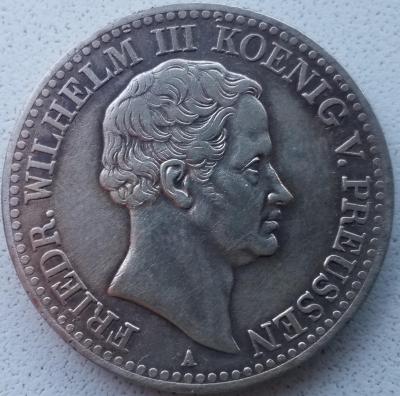 FRIEDR. WILHELM III KOENIG V. PREUSSEN
A